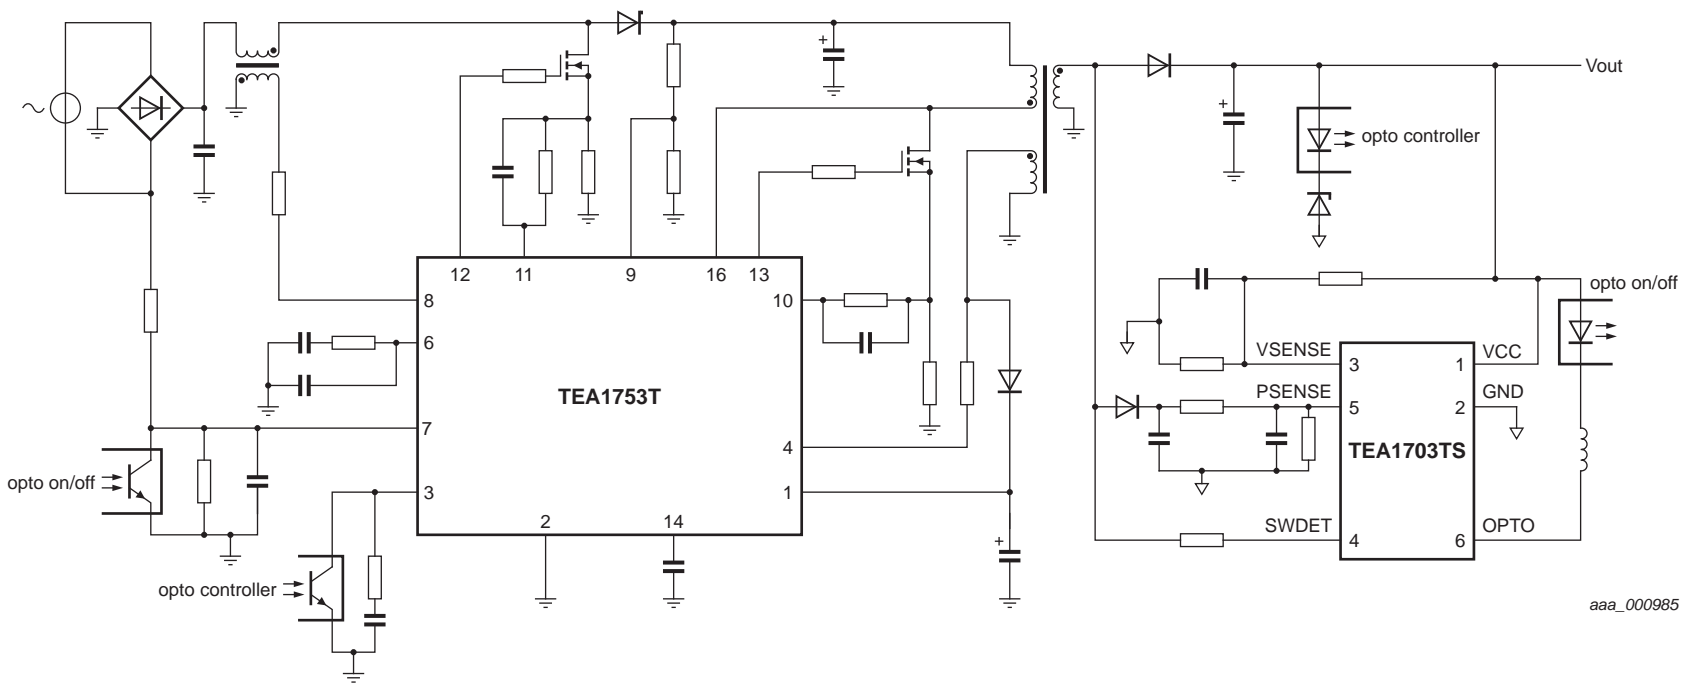 Vout
opto controller
12
11
9
16
13
8
10
opto on/off
6
VSENSE
3
1
VCC
TEA1753T
PSENSE
5
2
GND
7
TEA1703TS
4
opto on/off
3
1
2
14
SWDET
4
6
OPTO
opto controller
aaa_000985
+
+
+